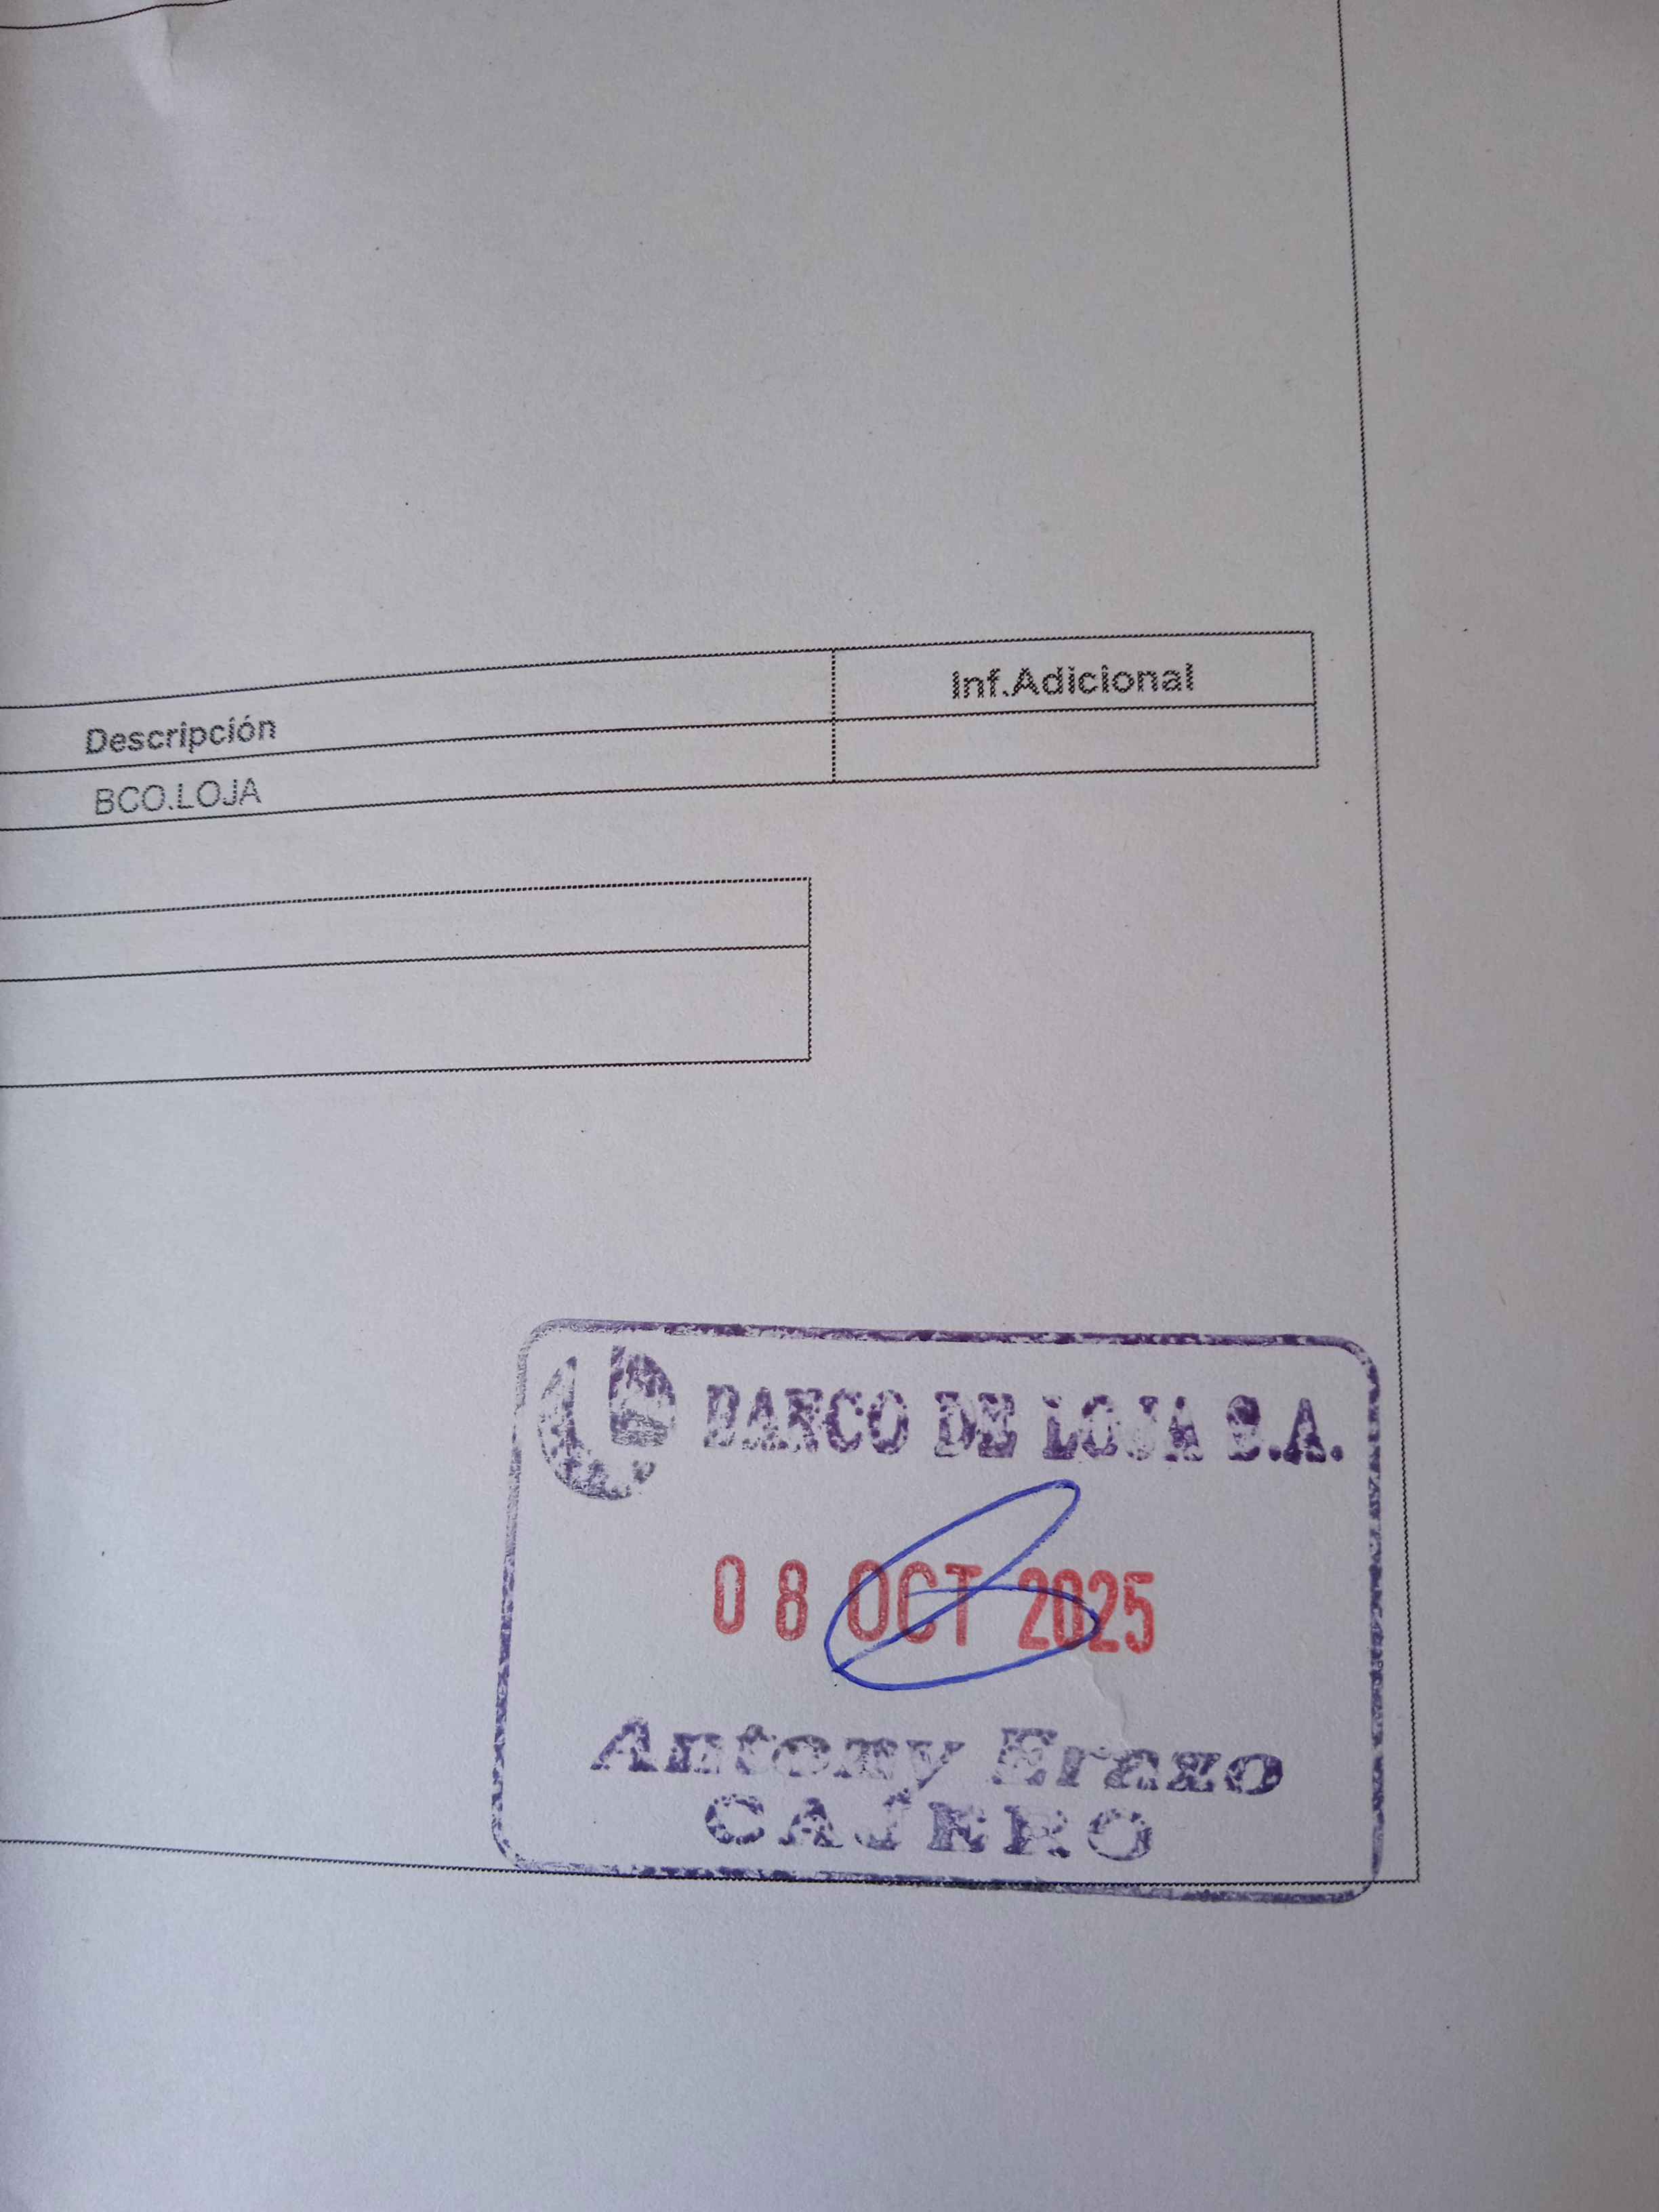 Descripción
Inf.Adicional
BCO.LOJA
BANCO DE LOJA S.A.
08 OCT 2025
Antony Erazo
CAJERO